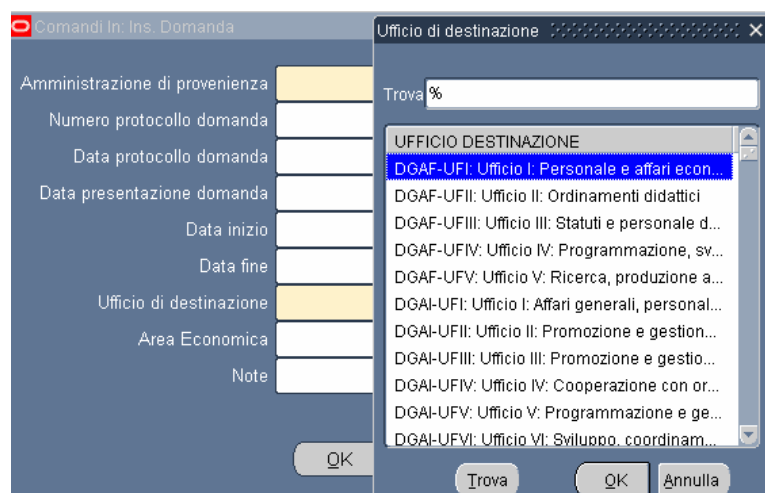 Comandi In: Ins. Domanda
Amministrazione di provenienza
Numero protocollo domanda
Data protocollo domanda
Data presentazione domanda
Data inizio
Data fine
Ufficio di destinazione
Area Economica
Note
OK
Ufficio di destinazione
Trova %
UFFICIO DESTINAZIONE
DGAF-UFI: Ufficio I: Personale e affari econ...
DGAF-UFII: Ufficio II: Ordinamenti didattici
DGAF-UFIII: Ufficio III: Statuti e personale d...
DGAF-UFIV: Ufficio IV: Programmazione, sv...
DGAF-UFV: Ufficio V: Ricerca, produzione a...
DGAI-UFI: Ufficio I: Affari generali, personal...
DGAI-UFII: Ufficio II: Promozione e gestion...
DGAI-UFIII: Ufficio III: Promozione e gestio...
DGAI-UFIV: Ufficio IV: Cooperazione con or...
DGAI-UFV: Ufficio V: Programmazione e ge...
DGAI-UFVI: Ufficio VI: Sviluppo, coordinam...
Trova OK Annulla